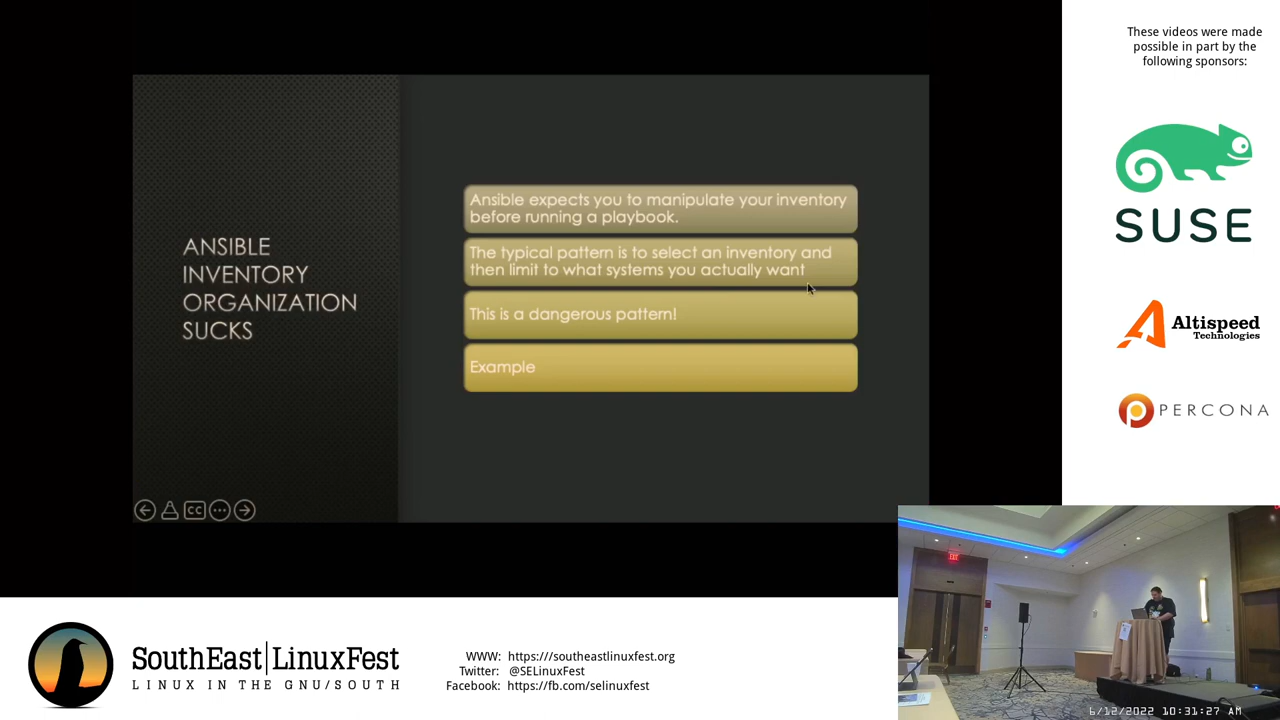 These videos were made
possible in part by the
following sponsors:
SUSE
Altispeed
Technologies
PERCONA
ANSIBLE
INVENTORY
ORGANIZATION
SUCKS
Ansible expects you to manipulate your inventory
before running a playbook.
The typical pattern is to select an inventory and
then limit to what systems you actually want
This is a dangerous pattern!
Example
CC
SouthEast|LinuxFest
LINUX IN THE GNU/SOUTH
WWW: https:///southeastlinuxfest.org
Twitter: @SELinuxFest
Facebook: https://fb.com/selinuxfest
6/12/2022 10:31:27 AM